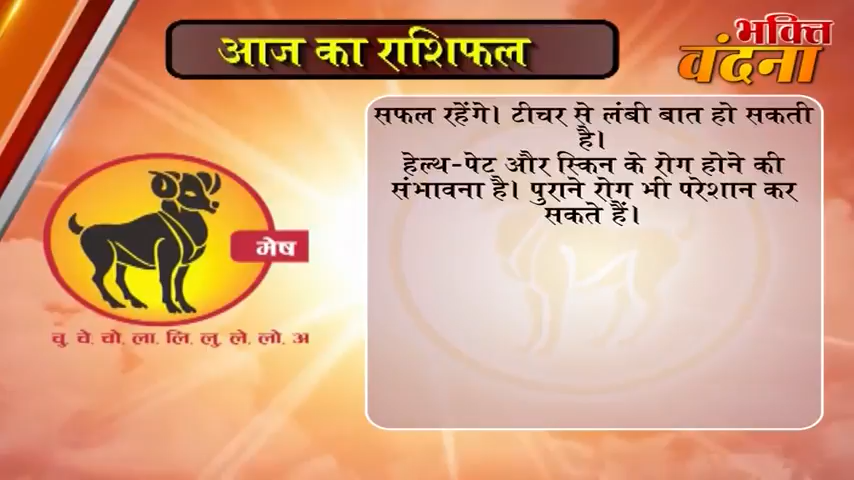 आज का राशिफल
भक्ति
वंदना
सफल रहेंगे। टीचर से लंबी बात हो सकती
है।
हेल्थ-पेट और स्किन के रोग होने की
संभावना है। पुराने रोग भी परेशान कर
सकते हैं।
मेष
चु, चे, चो, ला, लि, लु, ले, लो, अ